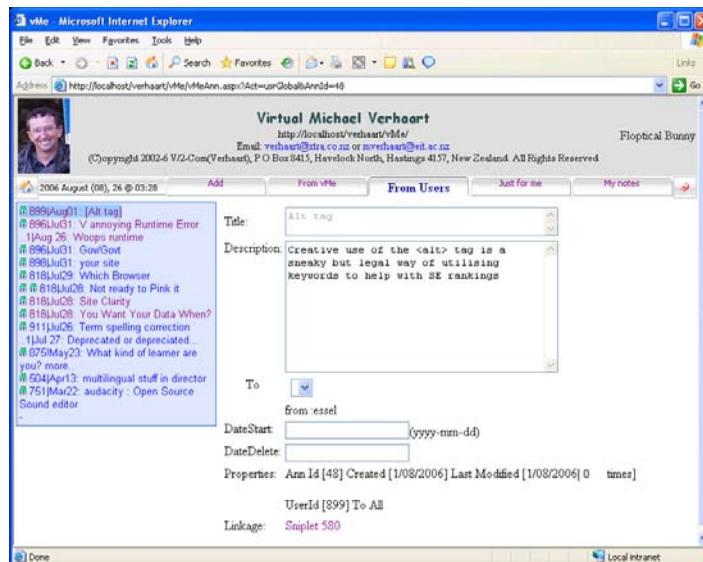 vMe - Microsoft Internet Explorer
File Edit View Favorites Tools Help
Back Search Favorites
Links
Address http://localhost/verhaart/vMe/vMeAnn.aspx?Act=usrGlobal&AnnId=48 Go
Virtual Michael Verhaart
http://localhost/verhaart/vMe/
Email: verhaart@xtra.co.nz or mverhaart@eit.ac.nz
Floptical Bunny
(C)opyright 2002-6 V/2-Com(Verhaart), P O Box 8415, Havelock North, Hastings 4157, New Zealand. All Rights Reserved
2006 August (08), 26 @ 03:28 Add From vMe From Users Just for me My notes
899|Aug01: [Alt tag]
896|Jul31: V annoying Runtime Error
..1|Aug 26: Woops runtime
896|Jul31: Gov/Govt
898|Jul31: your site
818|Jul29: Which Browser
818|Jul28: Not ready to Pink it
818|Jul28: Site Clarity
818|Jul28: You Want Your Data When?
911|Jul26: Term spelling correction
..1|Jul 27: Deprecated or depreciated...
875|May23: What kind of learner are
you? more..
504|Apr13: multilingual stuff in director
751|Mar22: audacity : Open Source
Sound editor
-
Title: Alt tag
Description: Creative use of the <alt> tag is a
sneaky but legal way of utilising
keywords to help with SE rankings
To
from :essel
DateStart: (yyyy-mm-dd)
DateDelete:
Properties: Ann Id [48] Created [1/08/2006] Last Modified [1/08/2006| 0 times]
UserId [899] To All
Linkage: Sniplet 580
Done Local intranet